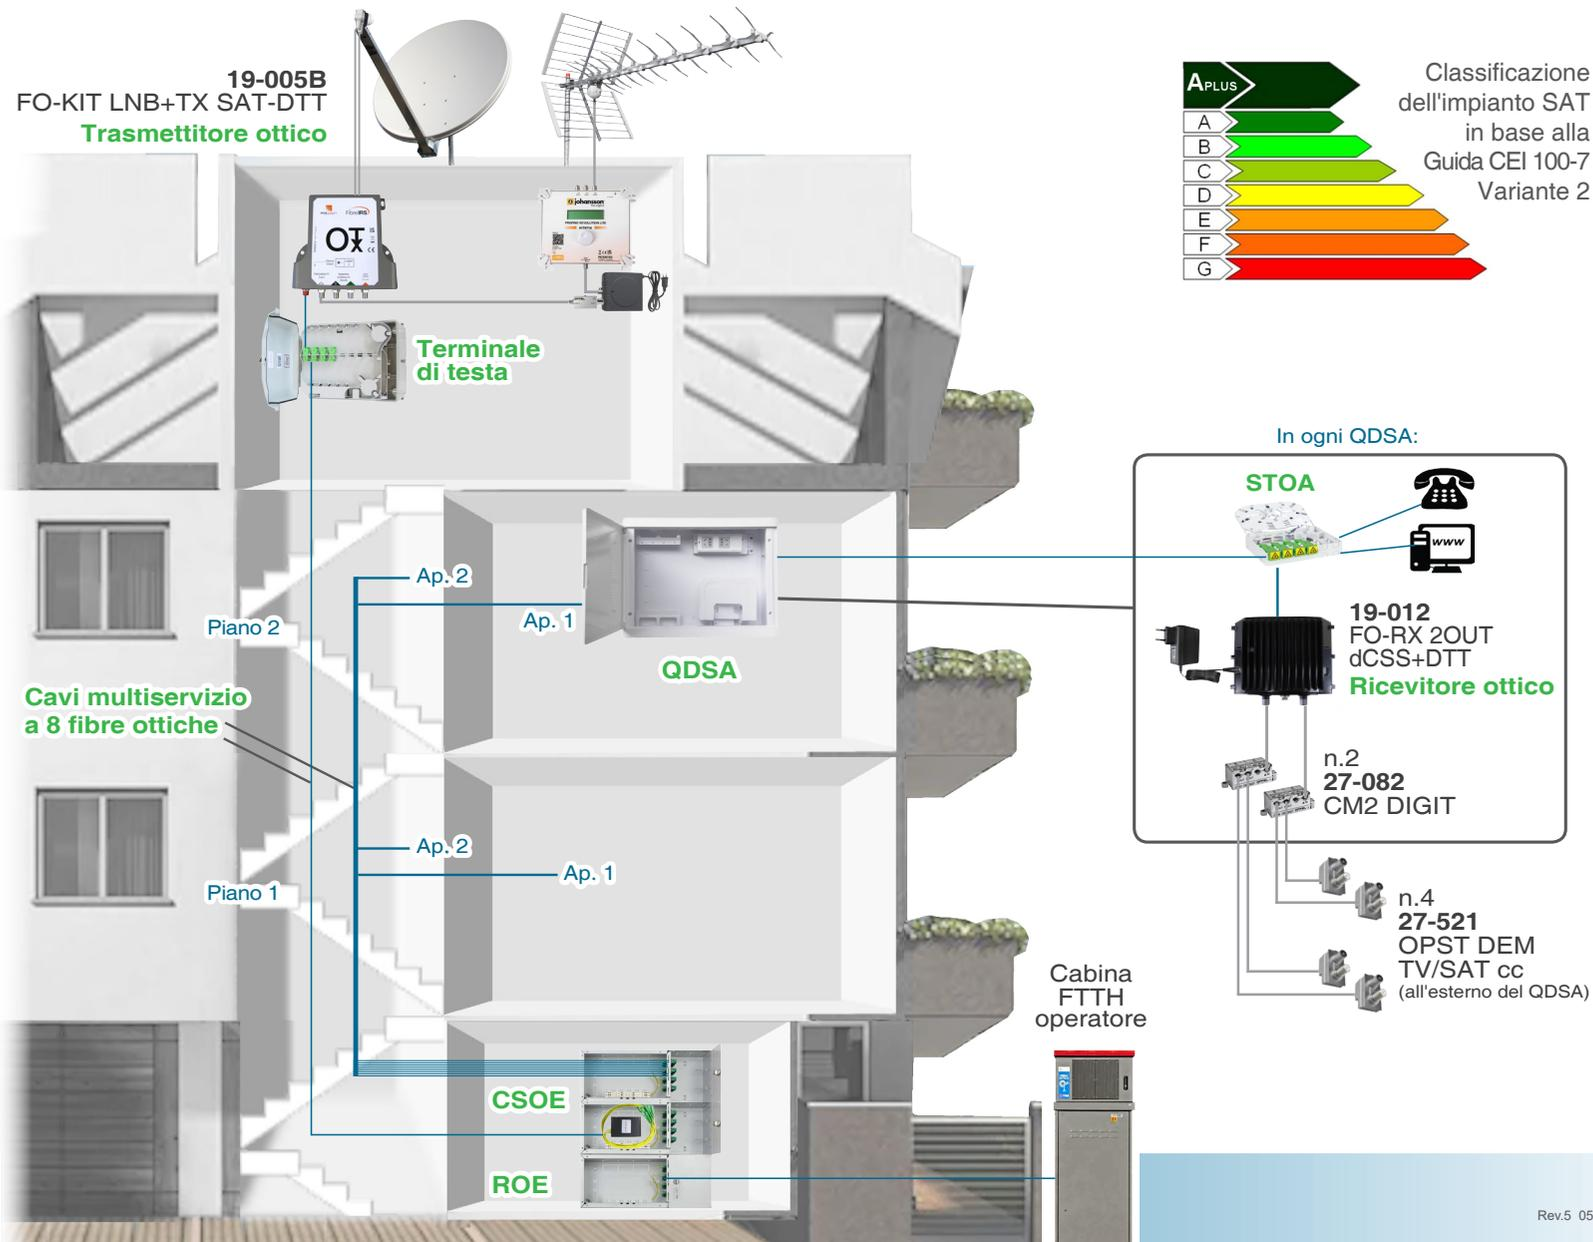 19-005B
FO-KIT LNB+TX SAT-DTT
Trasmettitore ottico
APLUS
A
B
C
D
E
F
G
Classificazione
dell'impianto SAT
in base alla
Guida CEI 100-7
Variante 2
FibreIRS
OTx
johansson
Terminale
di testa
In ogni QDSA:
STOA
www
Ap. 2
Ap. 1
Piano 2
QDSA
19-012
FO-RX 2OUT
dCSS+DTT
Ricevitore ottico
Cavi multiservizio
a 8 fibre ottiche
n.2
27-082
CM2 DIGIT
Ap. 2
Ap. 1
Piano 1
n.4
27-521
OPST DEM
TV/SAT cc
(all'esterno del QDSA)
Cabina
FTTH
operatore
CSOE
ROE
Rev.5 05